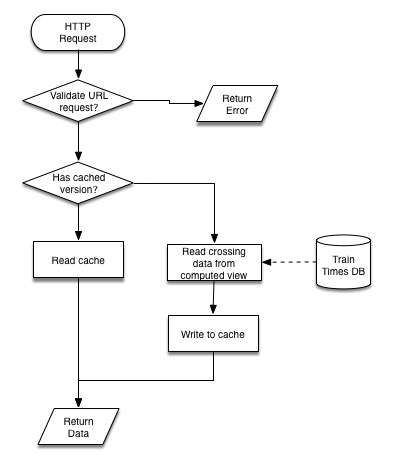 HTTP
Request
Validate URL
request?
Return
Error
Has cached
version?
Read cache
Read crossing
data from
computed view
Train
Times DB
Write to cache
Return
Data